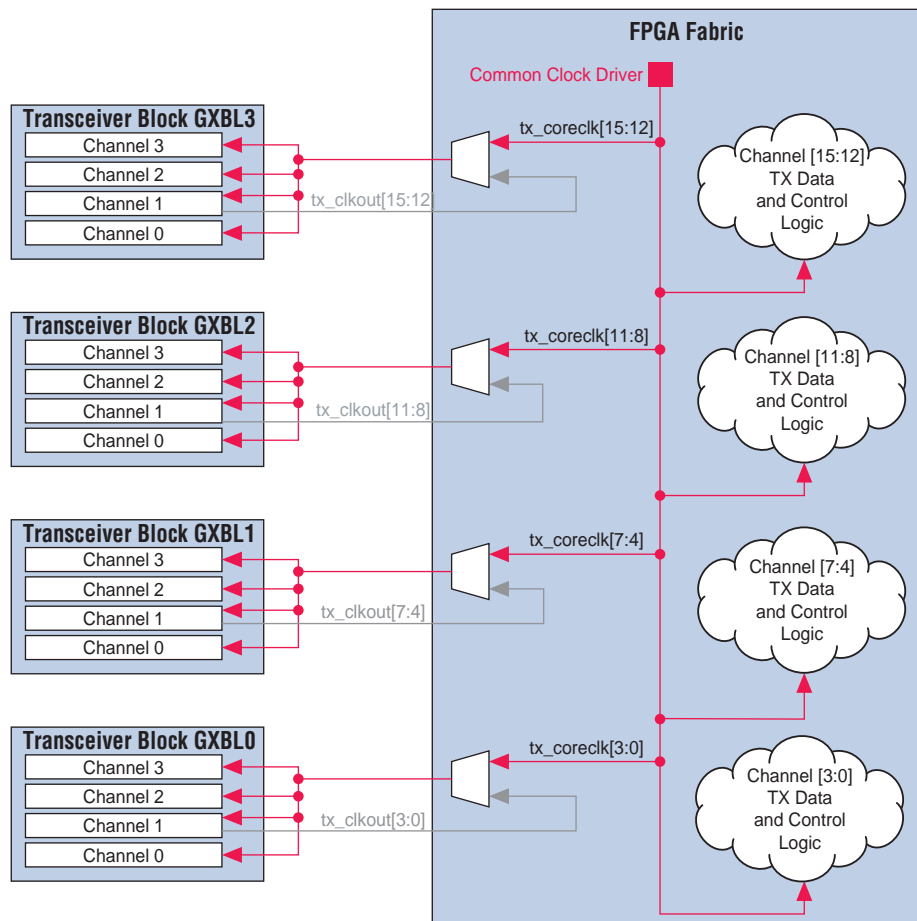 FPGA Fabric
Common Clock Driver
Transceiver Block GXBL3
Channel 3
Channel 2
Channel 1
Channel 0
tx_clkout[15:12]
tx_coreclk[15:12]
Channel [15:12]
TX Data
and Control
Logic
Transceiver Block GXBL2
Channel 3
Channel 2
Channel 1
Channel 0
tx_clkout[11:8]
tx_coreclk[11:8]
Channel [11:8]
TX Data
and Control
Logic
Transceiver Block GXBL1
Channel 3
Channel 2
Channel 1
Channel 0
tx_clkout[7:4]
tx_coreclk[7:4]
Channel [7:4]
TX Data
and Control
Logic
Transceiver Block GXBL0
Channel 3
Channel 2
Channel 1
Channel 0
tx_clkout[3:0]
tx_coreclk[3:0]
Channel [3:0]
TX Data
and Control
Logic